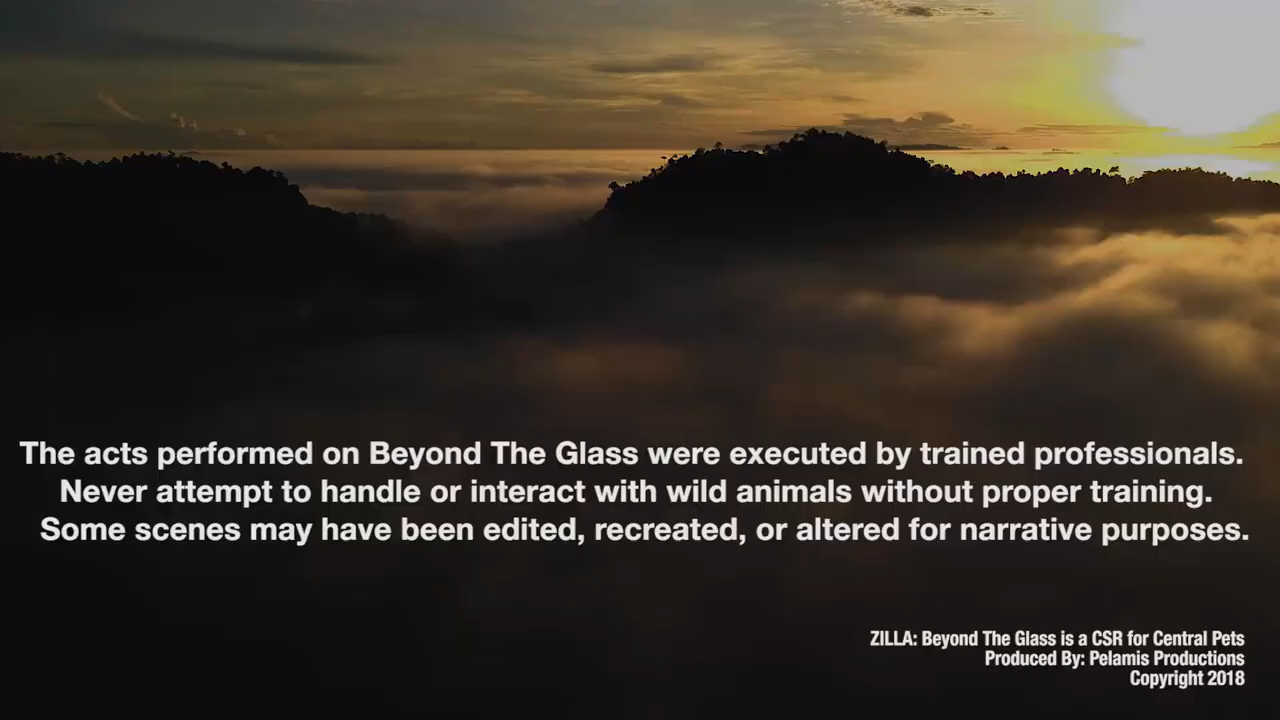 The acts performed on Beyond The Glass were executed by trained professionals.
Never attempt to handle or interact with wild animals without proper training.
Some scenes may have been edited, recreated, or altered for narrative purposes.
ZILLA: Beyond The Glass is a CSR for Central Pets
Produced By: Pelamis Productions
Copyright 2018